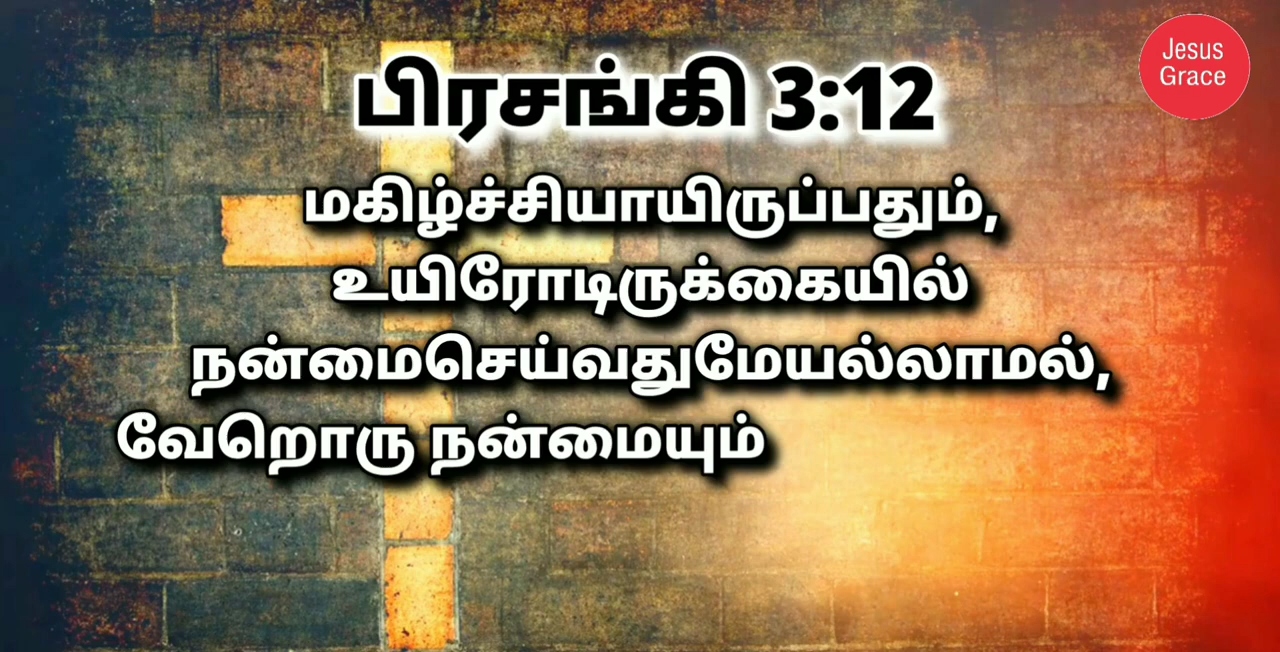 Jesus
Grace
பிரசங்கி 3:12
மகிழ்ச்சியாயிருப்பதும்,
உயிரோடிருக்கையில்
நன்மைசெய்வதுமேயல்லாமல்,
வேறொரு நன்மையும்